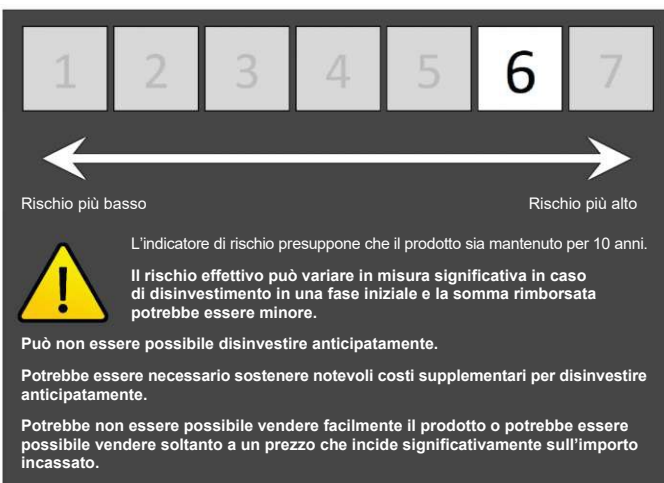 1 2 3 4 5 6 7
Rischio più basso Rischio più alto
L'indicatore di rischio presuppone che il prodotto sia mantenuto per 10 anni.
Il rischio effettivo può variare in misura significativa in caso
di disinvestimento in una fase iniziale e la somma rimborsata
potrebbe essere minore.
Può non essere possibile disinvestire anticipatamente.
Potrebbe essere necessario sostenere notevoli costi supplementari per disinvestire
anticipatamente.
Potrebbe non essere possibile vendere facilmente il prodotto o potrebbe essere
possibile vendere soltanto a un prezzo che incide significativamente sull'importo
incassato.